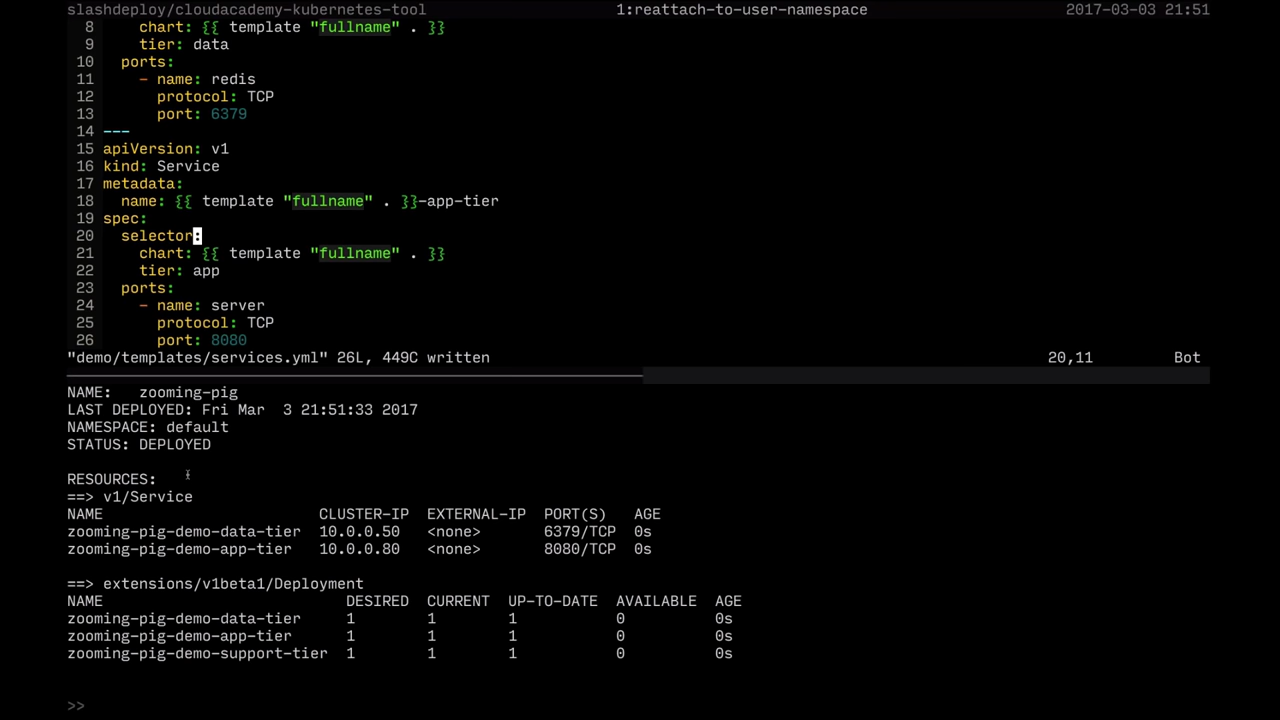 slashdeploy/cloudacademy-kubernetes-tool 1:reattach-to-user-namespace 2017-03-03 21:51
8 chart: {{ template "fullname" . }}
9 tier: data
10 ports:
11 - name: redis
12 protocol: TCP
13 port: 6379
14 ---
15 apiVersion: v1
16 kind: Service
17 metadata:
18 name: {{ template "fullname" . }}-app-tier
19 spec:
20 selector:
21 chart: {{ template "fullname" . }}
22 tier: app
23 ports:
24 - name: server
25 protocol: TCP
26 port: 8080
"demo/templates/services.yml" 26L, 449C written 20,11 Bot
NAME: zooming-pig
LAST DEPLOYED: Fri Mar 3 21:51:33 2017
NAMESPACE: default
STATUS: DEPLOYED
RESOURCES:
==> v1/Service
NAME CLUSTER-IP EXTERNAL-IP PORT(S) AGE
zooming-pig-demo-data-tier 10.0.0.50 <none> 6379/TCP 0s
zooming-pig-demo-app-tier 10.0.0.80 <none> 8080/TCP 0s
==> extensions/v1beta1/Deployment
NAME DESIRED CURRENT UP-TO-DATE AVAILABLE AGE
zooming-pig-demo-data-tier 1 1 1 0 0s
zooming-pig-demo-app-tier 1 1 1 0 0s
zooming-pig-demo-support-tier 1 1 1 0 0s
>>